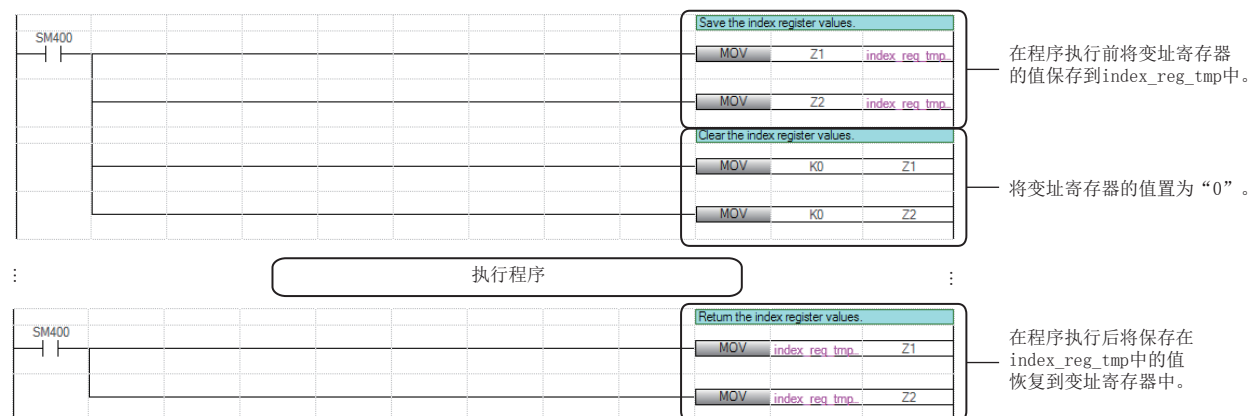 Save the index register values.
SM400
MOV Z1 index_reg_tmp..
在程序执行前将变址寄存器
的值保存到index_reg_tmp中。
MOV Z2 index_reg_tmp..
Clear the index register values.
MOV K0 Z1
将变址寄存器的值置为“0”。
MOV K0 Z2
⋮ 执行程序 ⋮
Return the index register values.
SM400
MOV index_reg_tmp.. Z1
在程序执行后将保存在
index_reg_tmp中的值
恢复到变址寄存器中。
MOV index_reg_tmp.. Z2